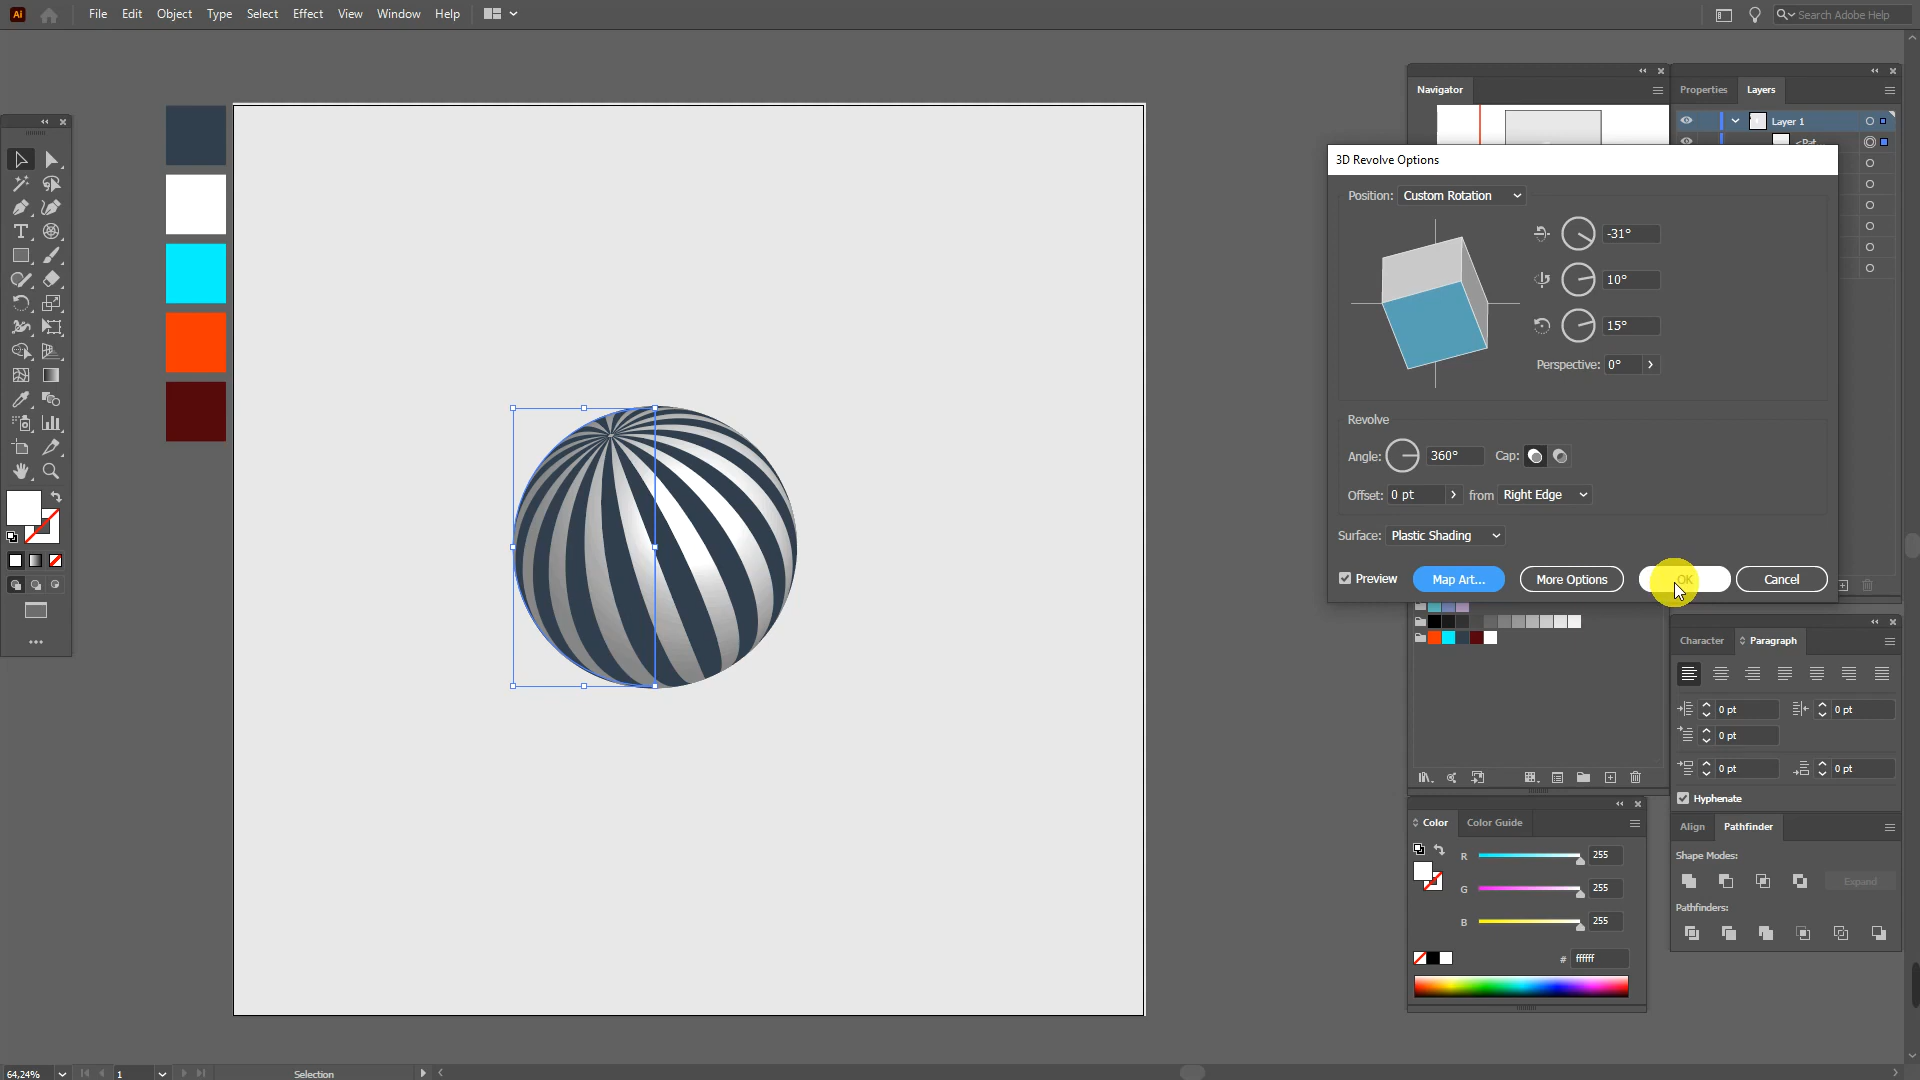 Ai File Edit Object Type Select Effect View Window Help
Search Adobe Help
Navigator
Properties Layers
Layer 1
<Pat...
3D Revolve Options
Position: Custom Rotation
-31°
10°
15°
Perspective: 0°
Revolve
Angle: 360° Cap:
Offset: 0 pt from Right Edge
Surface: Plastic Shading
Preview Map Art... More Options OK Cancel
Character Paragraph
0 pt 0 pt
0 pt
0 pt 0 pt
Hyphenate
Color Color Guide
R 255
G 255
B 255
# ffffff
Align Pathfinder
Shape Modes:
Expand
Pathfinders:
64,24% 1 Selection